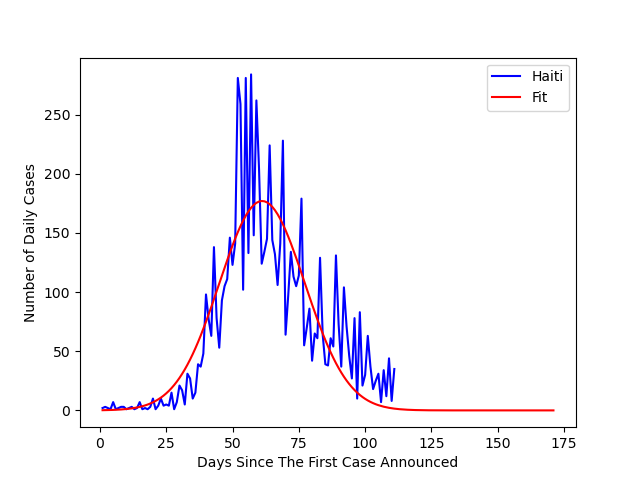 Haiti
Fit
250
200
150
100
50
0
Number of Daily Cases
0 25 50 75 100 125 150 175
Days Since The First Case Announced